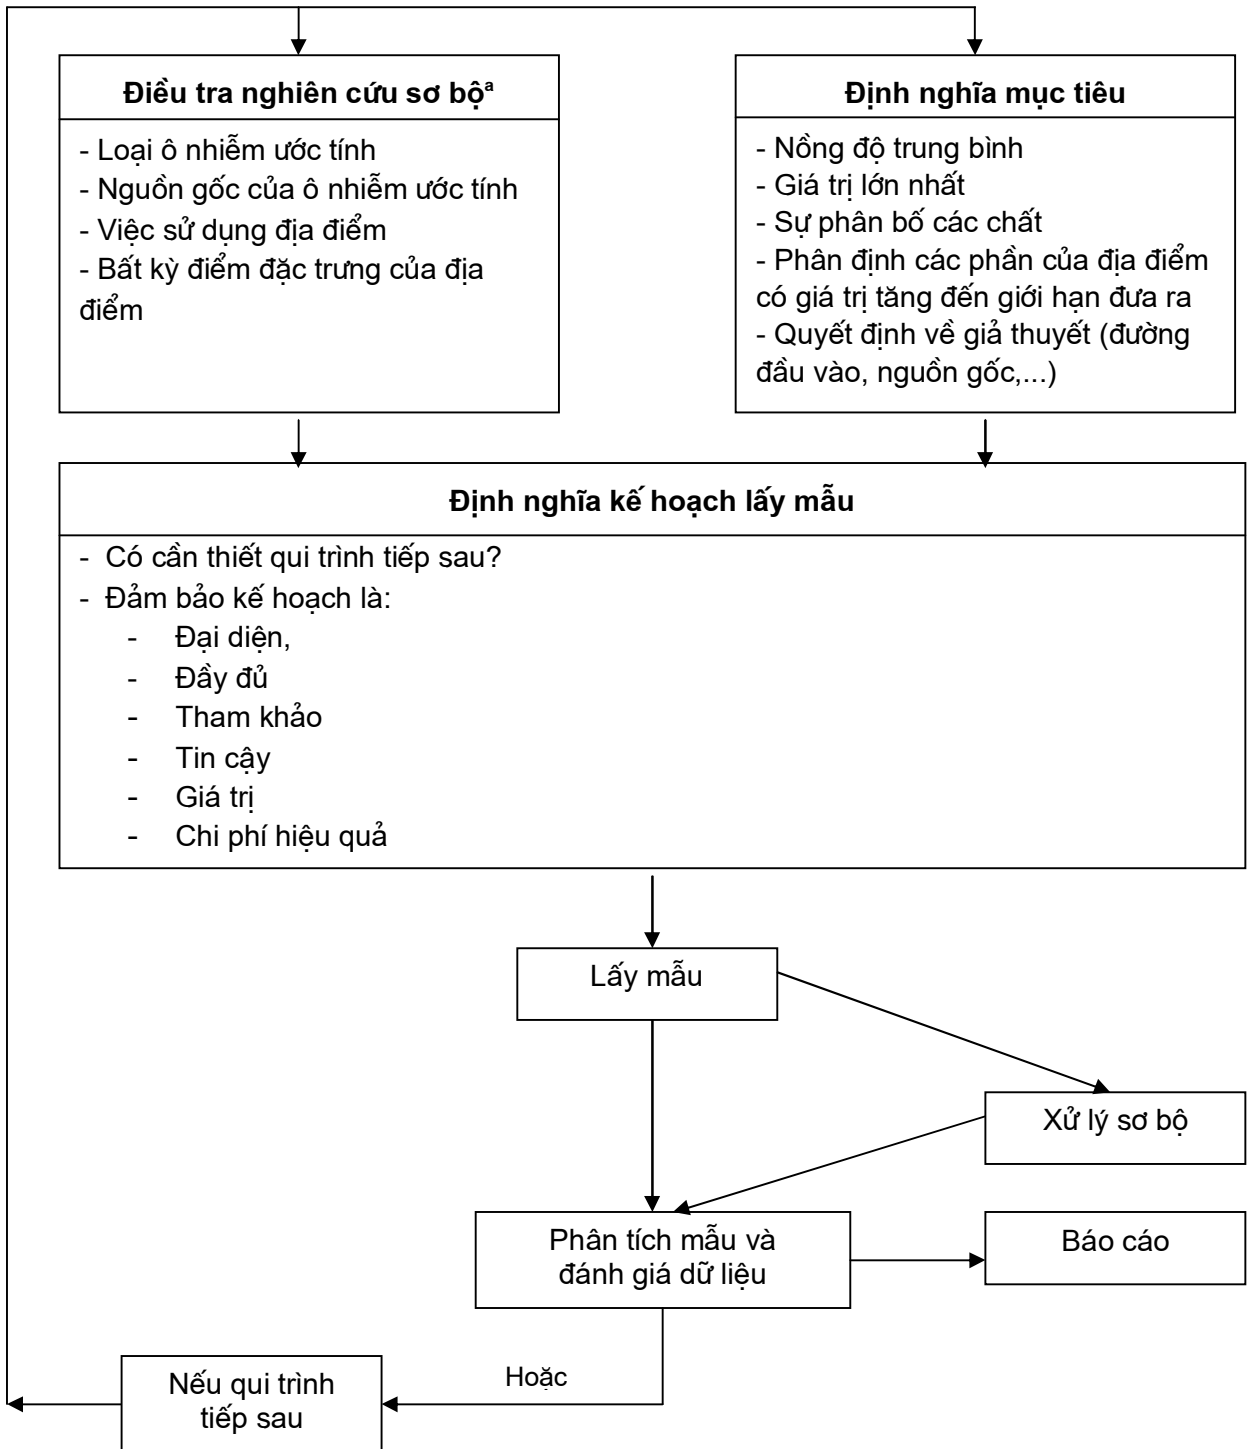 Điều tra nghiên cứu sơ bộª
- Loại ô nhiễm ước tính
- Nguồn gốc của ô nhiễm ước tính
- Việc sử dụng địa điểm
- Bất kỳ điểm đặc trưng của địa
điểm
Định nghĩa mục tiêu
- Nồng độ trung bình
- Giá trị lớn nhất
- Sự phân bố các chất
- Phân định các phần của địa điểm
có giá trị tăng đến giới hạn đưa ra
- Quyết định về giả thuyết (đường
đầu vào, nguồn gốc,...)
Định nghĩa kế hoạch lấy mẫu
- Có cần thiết qui trình tiếp sau?
- Đảm bảo kế hoạch là:
- Đại diện,
- Đầy đủ
- Tham khảo
- Tin cậy
- Giá trị
- Chi phí hiệu quả
Lấy mẫu
Xử lý sơ bộ
Phân tích mẫu và
đánh giá dữ liệu
Báo cáo
Hoặc
Nếu qui trình
tiếp sau